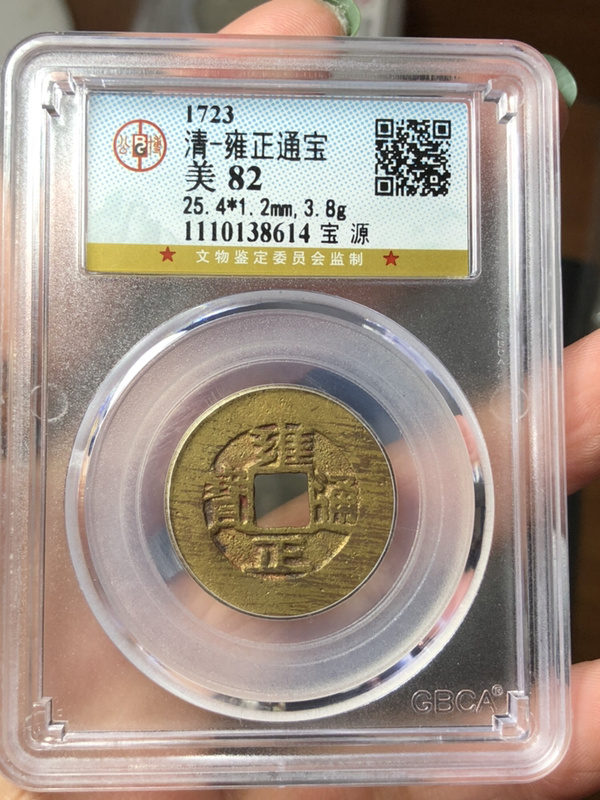 1723
清-雍正通宝
美 82
25.4*1.2mm,3.8g
1110138614 宝 源
★ 文物鉴定委员会监制 ★
雍
寶 通
正
GBCA®